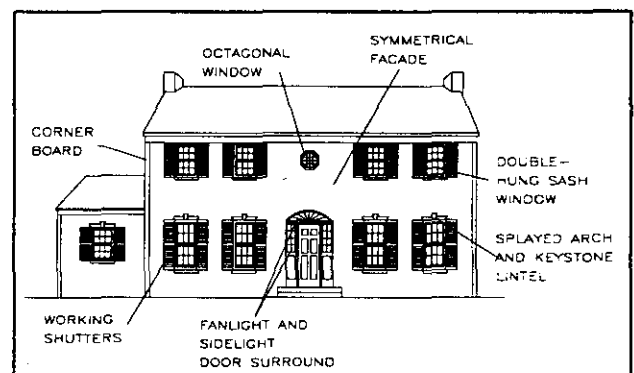 OCTAGONAL
WINDOW
SYMMETRICAL
FACADE
CORNER
BOARD
DOUBLE-
HUNG SASH
WINDOW
SPLAYED ARCH
AND KEYSTONE
LINTEL
WORKING
SHUTTERS
FANLIGHT AND
SIDELIGHT
DOOR SURROUND